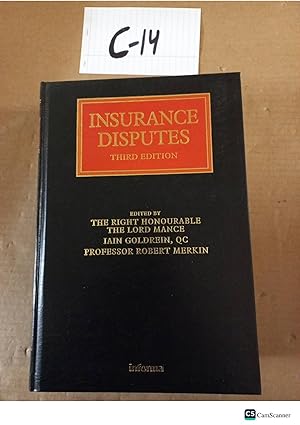 C-14
INSURANCE
DISPUTES
THIRD EDITION
EDITED BY
THE RIGHT HONOURABLE
THE LORD MANCE
IAIN GOLDREIN, QC
PROFESSOR ROBERT MERKIN
informa
CS CamScanner